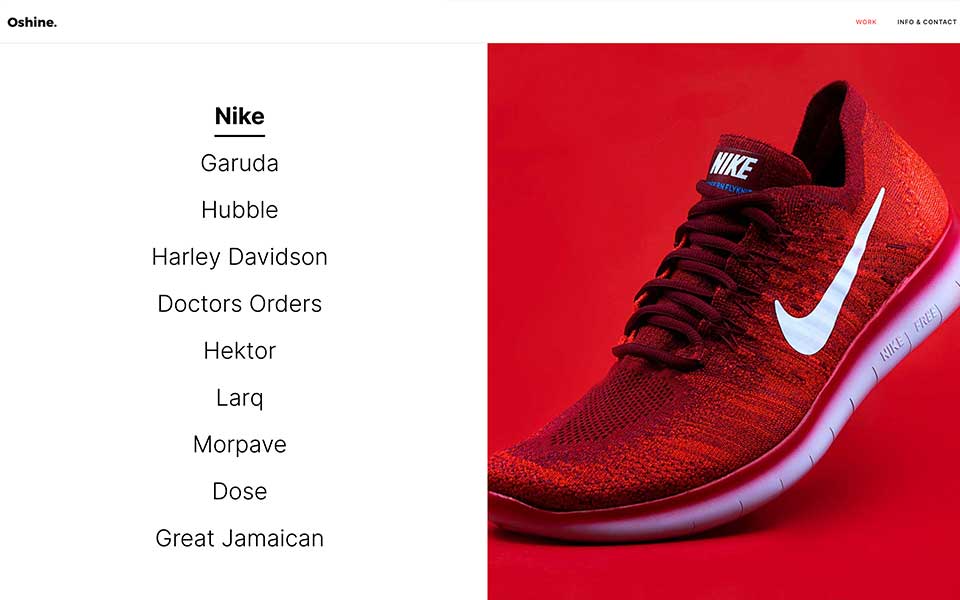 Oshine.
WORK
INFO & CONTACT
Nike
Garuda
Hubble
Harley Davidson
Doctors Orders
Hektor
Larq
Morpave
Dose
Great Jamaican
NIKE
NIKE FREE